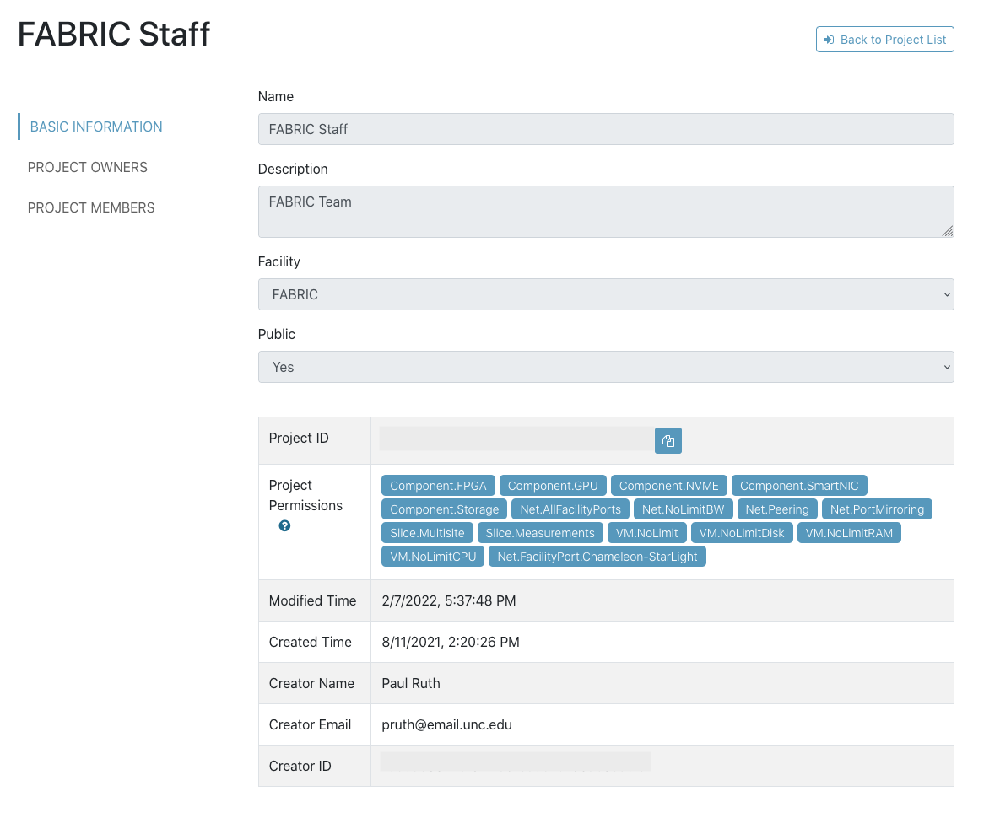 FABRIC Staff
Back to Project List
BASIC INFORMATION
PROJECT OWNERS
PROJECT MEMBERS
Name
FABRIC Staff
Description
FABRIC Team
Facility
FABRIC
Public
Yes
Project ID
Project Permissions
Component.FPGA Component.GPU Component.NVME Component.SmartNIC
Component.Storage Net.AllFacilityPorts Net.NoLimitBW Net.Peering Net.PortMirroring
Slice.Multisite Slice.Measurements VM.NoLimit VM.NoLimitDisk VM.NoLimitRAM
VM.NoLimitCPU Net.FacilityPort.Chameleon-StarLight
Modified Time 2/7/2022, 5:37:48 PM
Created Time 8/11/2021, 2:20:26 PM
Creator Name Paul Ruth
Creator Email pruth@email.unc.edu
Creator ID